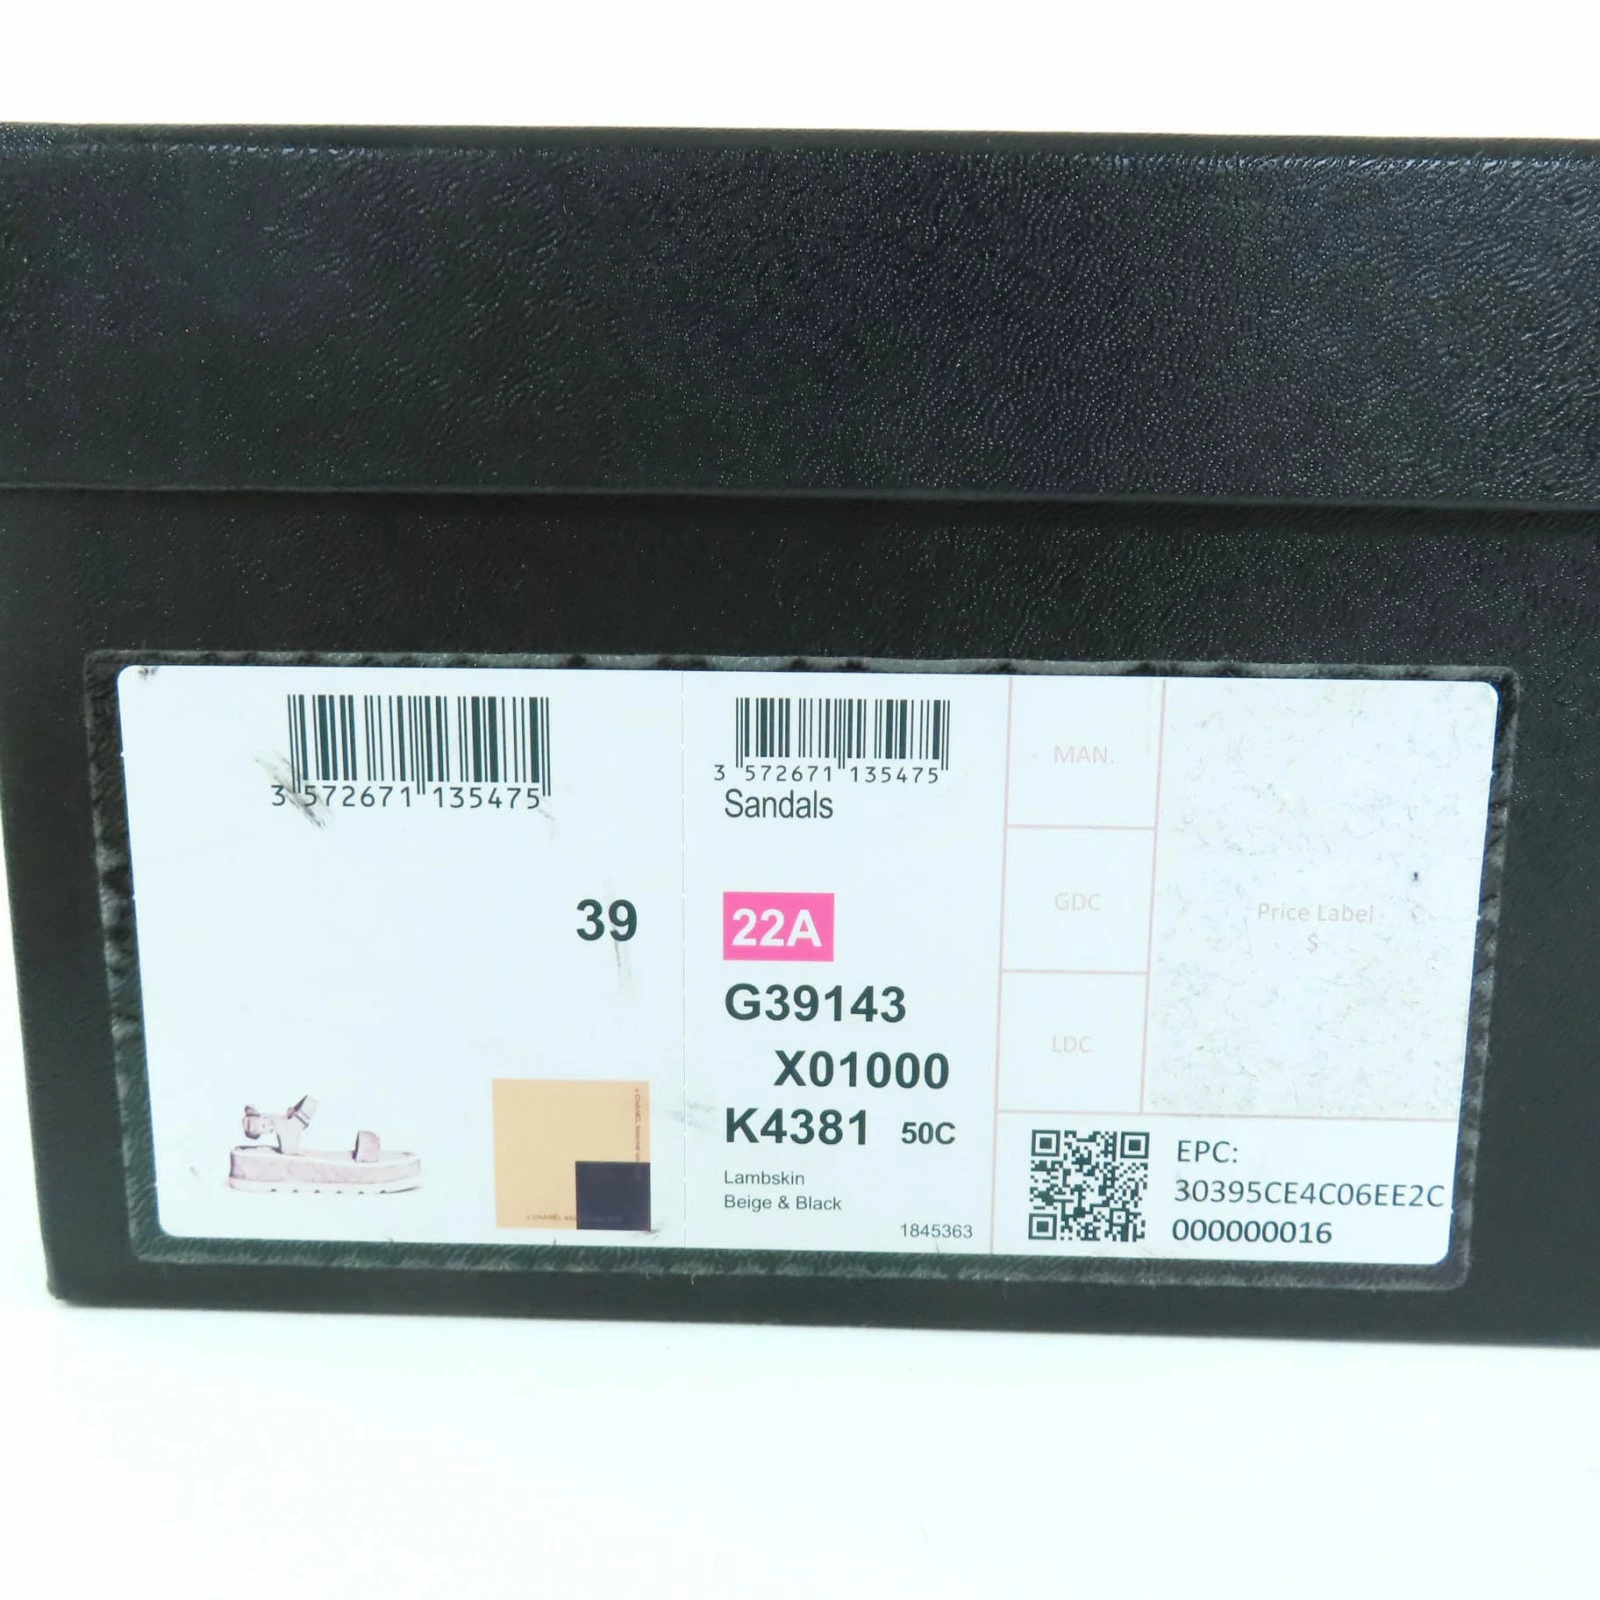 3 572671 135475
39
3 572671 135475
Sandals
22A
G39143
X01000
K4381 50C
Lambskin
Beige & Black
1845363
MAN.
GDC
LDC
Price Label
$
EPC:
30395CE4C06EE2C
000000016